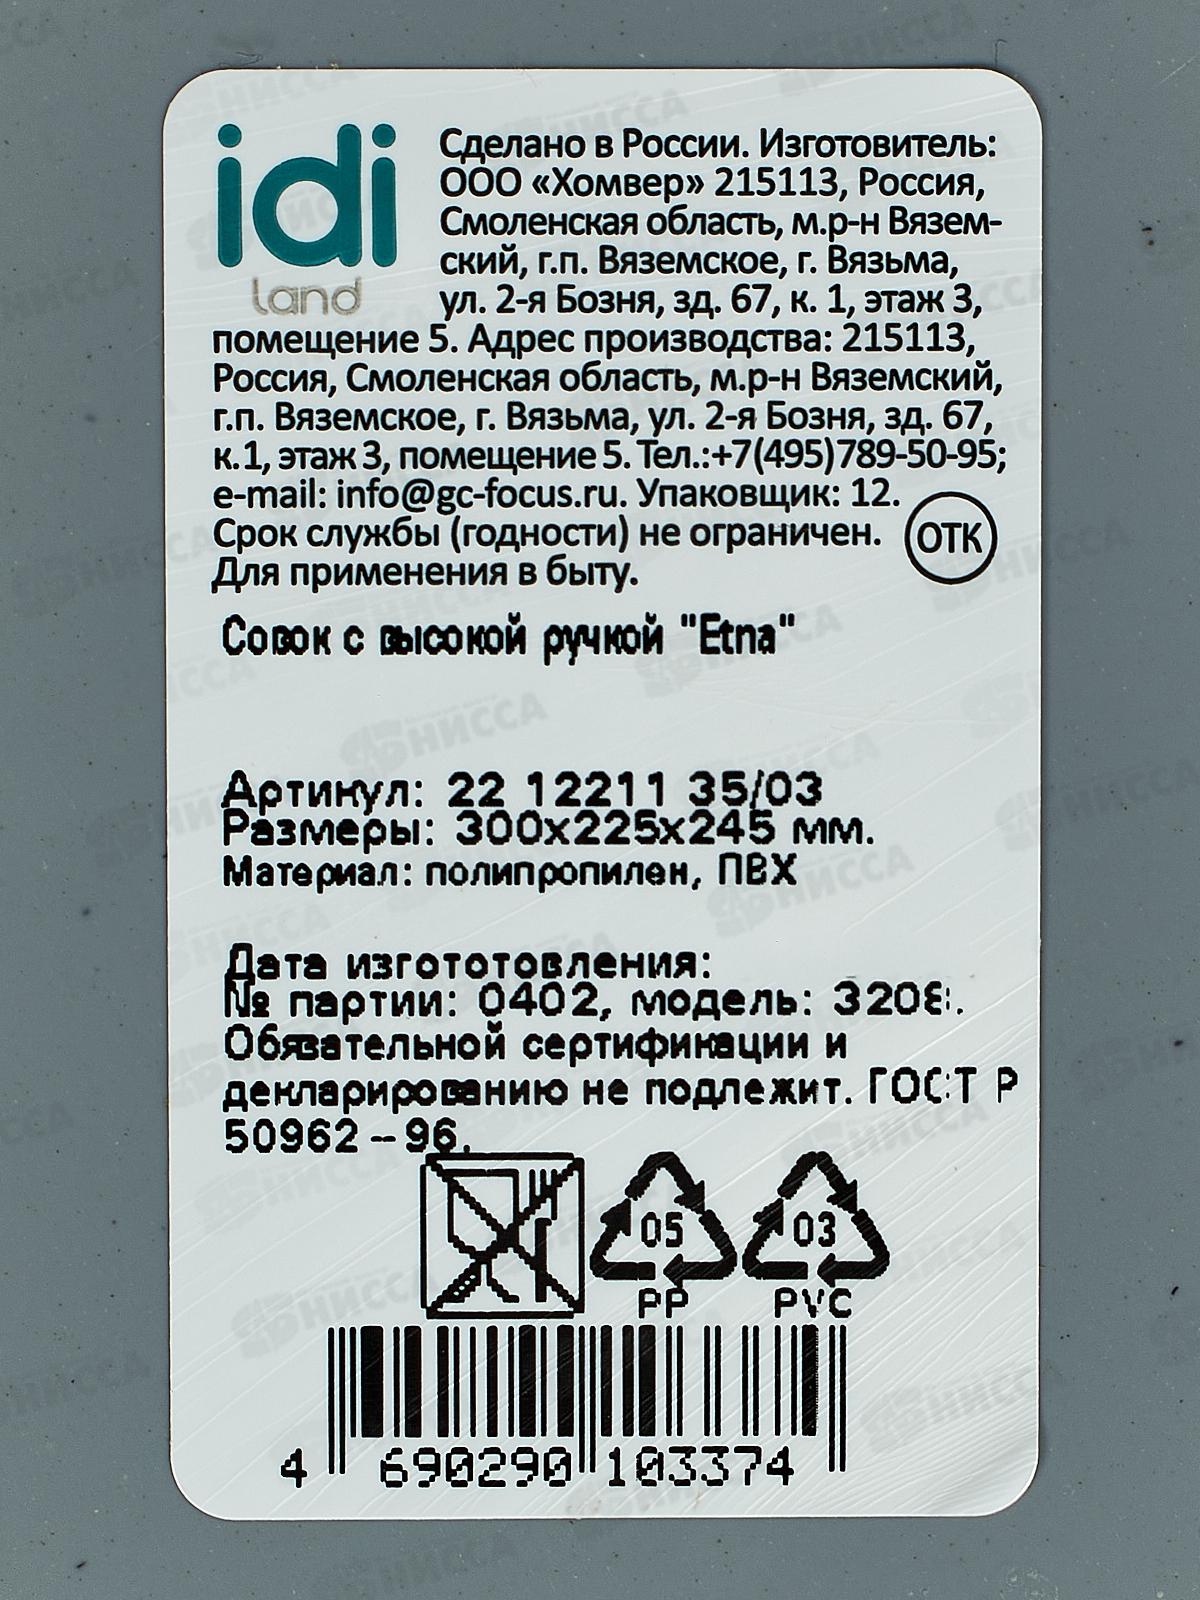 idi
land
Сделано в России. Изготовитель:
ООО «Хомвер» 215113, Россия,
Смоленская область, м.р-н Вязем-
ский, г.п. Вяземское, г. Вязьма,
ул. 2-я Бозня, зд. 67, к. 1, этаж 3,
помещение 5. Адрес производства: 215113,
Россия, Смоленская область, м.р-н Вяземский,
г.п. Вяземское, г. Вязьма, ул. 2-я Бозня, зд. 67,
к.1, этаж 3, помещение 5. Тел.:+7(495)789-50-95;
e-mail: info@gc-focus.ru. Упаковщик: 12.
Срок службы (годности) не ограничен.
ОТК
Для применения в быту.
Совок с высокой ручкой "Etna"
Артикул: 22 12211 35/03
Размеры: 300х225х245 мм.
Материал: полипропилен, ПВХ
Дата изгототовления:
№ партии: 0402, модель: 3208.
Обязательной сертификации и
декларированию не подлежит. ГОСТ Р
50962-96.
05
03
PP
PVC
4 690290 103374
НИССА